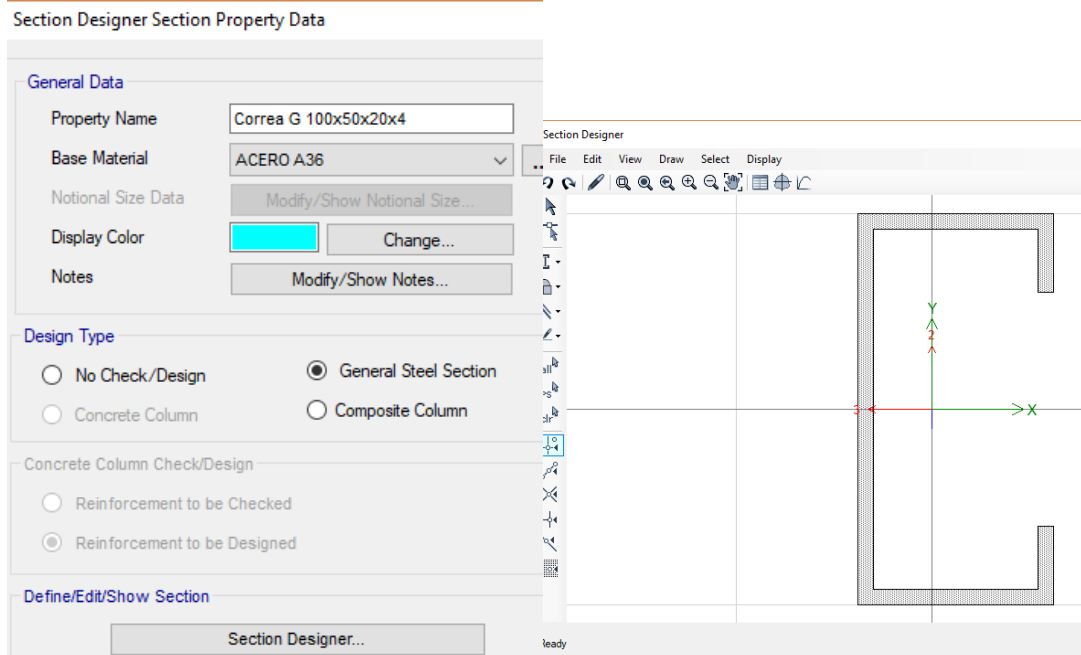 Section Designer Section Property Data
General Data
Property Name
Correa G 100x50x20x4
Base Material
ACERO A36
Notional Size Data
Modify/Show Notional Size...
Display Color
Change...
Notes
Modify/Show Notes...
Design Type
No Check/Design
General Steel Section
Concrete Column
Composite Column
Concrete Column Check/Design
Reinforcement to be Checked
Reinforcement to be Designed
Define/Edit/Show Section
Section Designer...
Section Designer
File Edit View Draw Select Display
Y
2
3
X